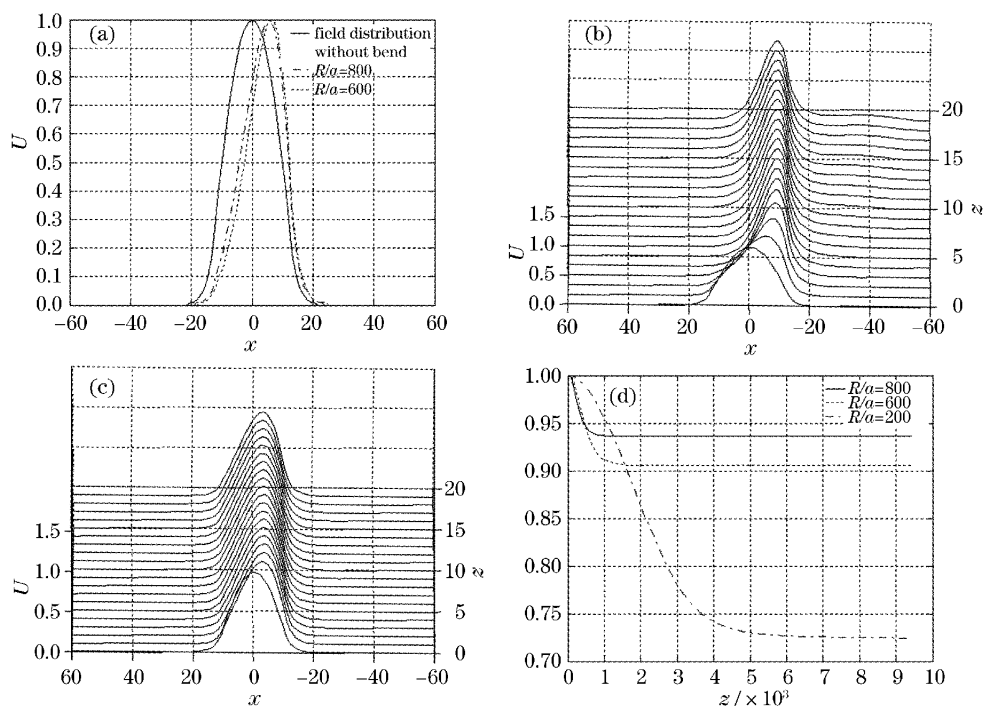 (a)
field distribution
without bend
R/a=800
R/a=600
1.0
0.9
0.8
0.7
0.6
0.5
0.4
0.3
0.2
0.1
0.0
U
−60 −40 −20 0 20 40 60
x
(b)
20
15
10
5
0
z
1.5
1.0
0.5
0.0
U
60 40 20 0 −20 −40 −60
x
(c)
20
15
10
5
0
z
1.5
1.0
0.5
0.0
U
60 40 20 0 −20 −40 −60
x
(d)
R/a=800
R/a=600
R/a=200
1.00
0.95
0.90
0.85
0.80
0.75
0.70
0 1 2 3 4 5 6 7 8 9 10
z/×10³